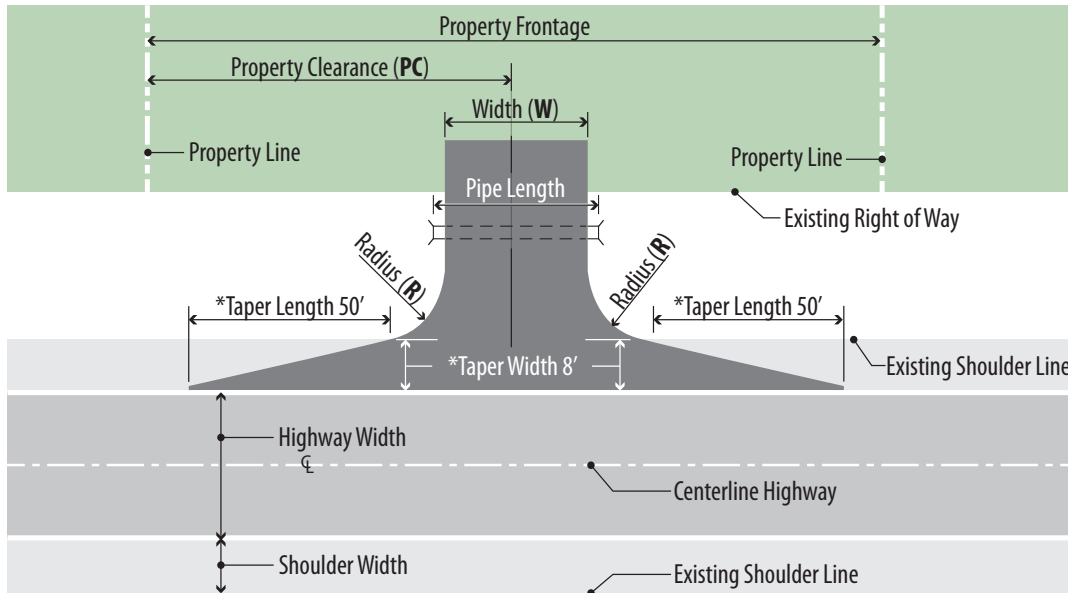 Property Frontage
Property Clearance (PC)
Width (W)
Property Line
Property Line
Pipe Length
Existing Right of Way
Radius (R)
Radius (R)
*Taper Length 50’
*Taper Length 50’
*Taper Width 8’
Existing Shoulder Line
Highway Width
℄
Centerline Highway
Shoulder Width
Existing Shoulder Line